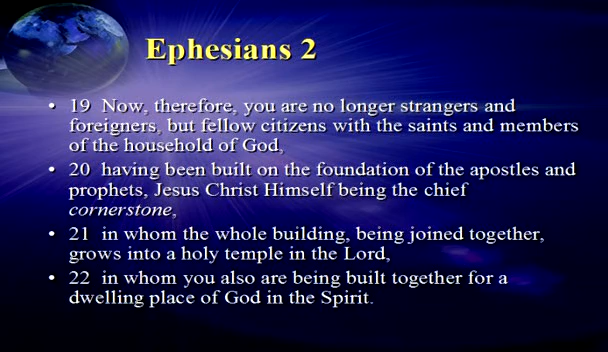 Ephesians 2
• 19 Now, therefore, you are no longer strangers and
foreigners, but fellow citizens with the saints and members
of the household of God,
• 20 having been built on the foundation of the apostles and
prophets, Jesus Christ Himself being the chief
cornerstone,
• 21 in whom the whole building, being joined together,
grows into a holy temple in the Lord,
• 22 in whom you also are being built together for a
dwelling place of God in the Spirit.